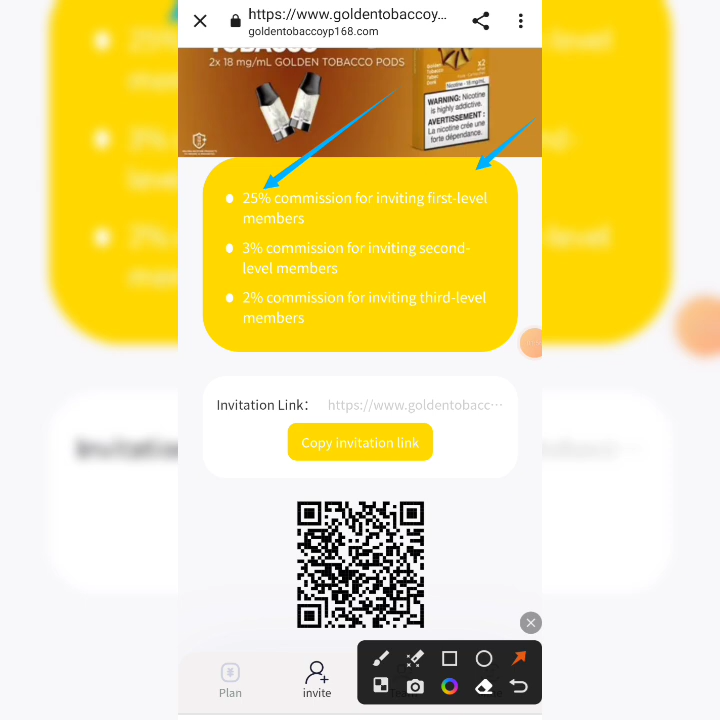 https://www.goldentobaccoy...
goldentobaccoyp168.com
TOBACCO
2x 18 mg/mL GOLDEN TOBACCO PODS
x2
WARNING: Nicotine
is highly addictive.
AVERTISSEMENT :
La nicotine crée une
forte dépendance.
25% commission for inviting first-level
members
3% commission for inviting second-
level members
2% commission for inviting third-level
members
Invitation Link：
https://www.goldentobacc···
Copy invitation link
Plan
invite